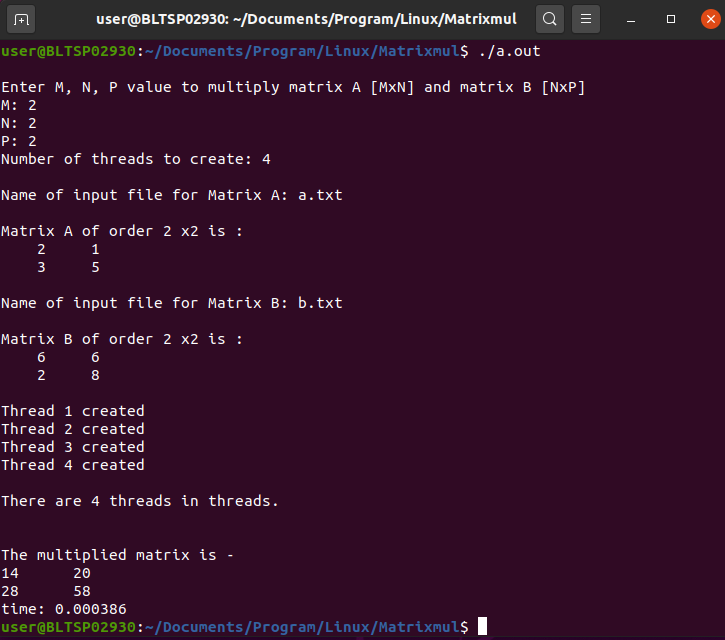 user@BLTSP02930: ~/Documents/Program/Linux/Matrixmul
user@BLTSP02930:~/Documents/Program/Linux/Matrixmul$ ./a.out
Enter M, N, P value to multiply matrix A [MxN] and matrix B [NxP]
M: 2
N: 2
P: 2
Number of threads to create: 4
Name of input file for Matrix A: a.txt
Matrix A of order 2 x2 is :
2 1
3 5
Name of input file for Matrix B: b.txt
Matrix B of order 2 x2 is :
6 6
2 8
Thread 1 created
Thread 2 created
Thread 3 created
Thread 4 created
There are 4 threads in threads.
The multiplied matrix is -
14 20
28 58
time: 0.000386
user@BLTSP02930:~/Documents/Program/Linux/Matrixmul$